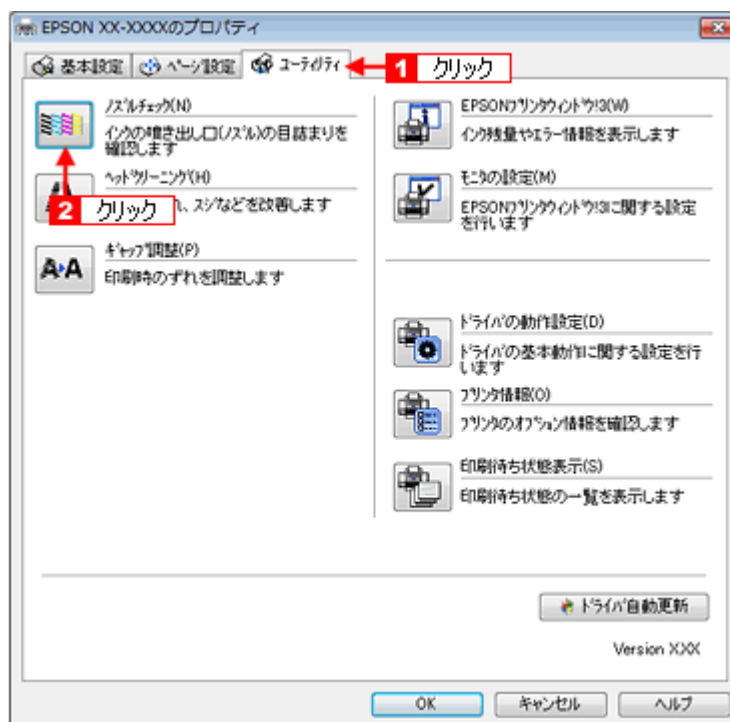 EPSON XX-XXXXのプロパティ
基本設定 ページ設定 ユーティリティ 1 クリック
ノズルチェック(N)
インクの噴き出し口(ノズル)の目詰まりを
確認します
2 クリック
ヘッドクリーニング(H)
れ、スジなどを改善します
ギャップ調整(P)
A A
印刷時のずれを調整します
EPSONプリンタウィンドウ!3(W)
インク残量やエラー情報を表示します
モニタの設定(M)
EPSONプリンタウィンドウ!3に関する設定
を行います
ドライバの動作設定(D)
ドライバの基本動作に関する設定を行
います
プリンタ情報(O)
プリンタのオプション情報を確認します
印刷待ち状態表示(S)
印刷待ち状態の一覧を表示します
ドライバ自動更新
Version X.XX
OK キャンセル ヘルプ